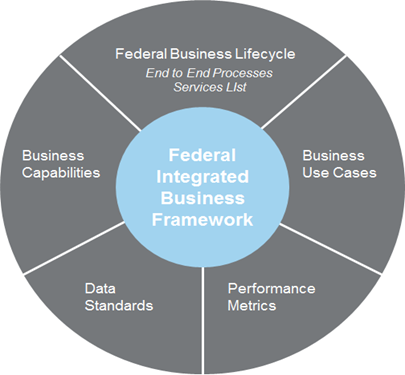 Federal Business Lifecycle
End to End Processes
Services LIst
Business
Capabilities
Federal
Integrated
Business
Framework
Business
Use Cases
Data
Standards
Performance
Metrics